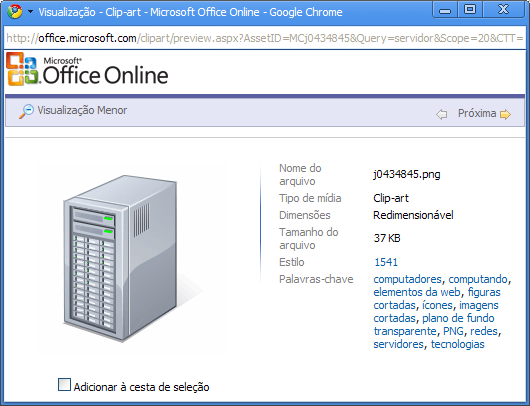 Visualização - Clip-art - Microsoft Office Online - Google Chrome
http://office.microsoft.com/clipart/preview.aspx?AssetID=MCj0434845&Query=servidor&Scope=20&CTT=
Microsoft®
Office Online
Visualização Menor
Próxima
Nome do
arquivo
j0434845.png
Tipo de mídia
Clip-art
Dimensões
Redimensionável
Tamanho do
arquivo
37 KB
Estilo
1541
Palavras-chave
computadores, computando,
elementos da web, figuras
cortadas, ícones, imagens
cortadas, plano de fundo
transparente, PNG, redes,
servidores, tecnologias
Adicionar à cesta de seleção